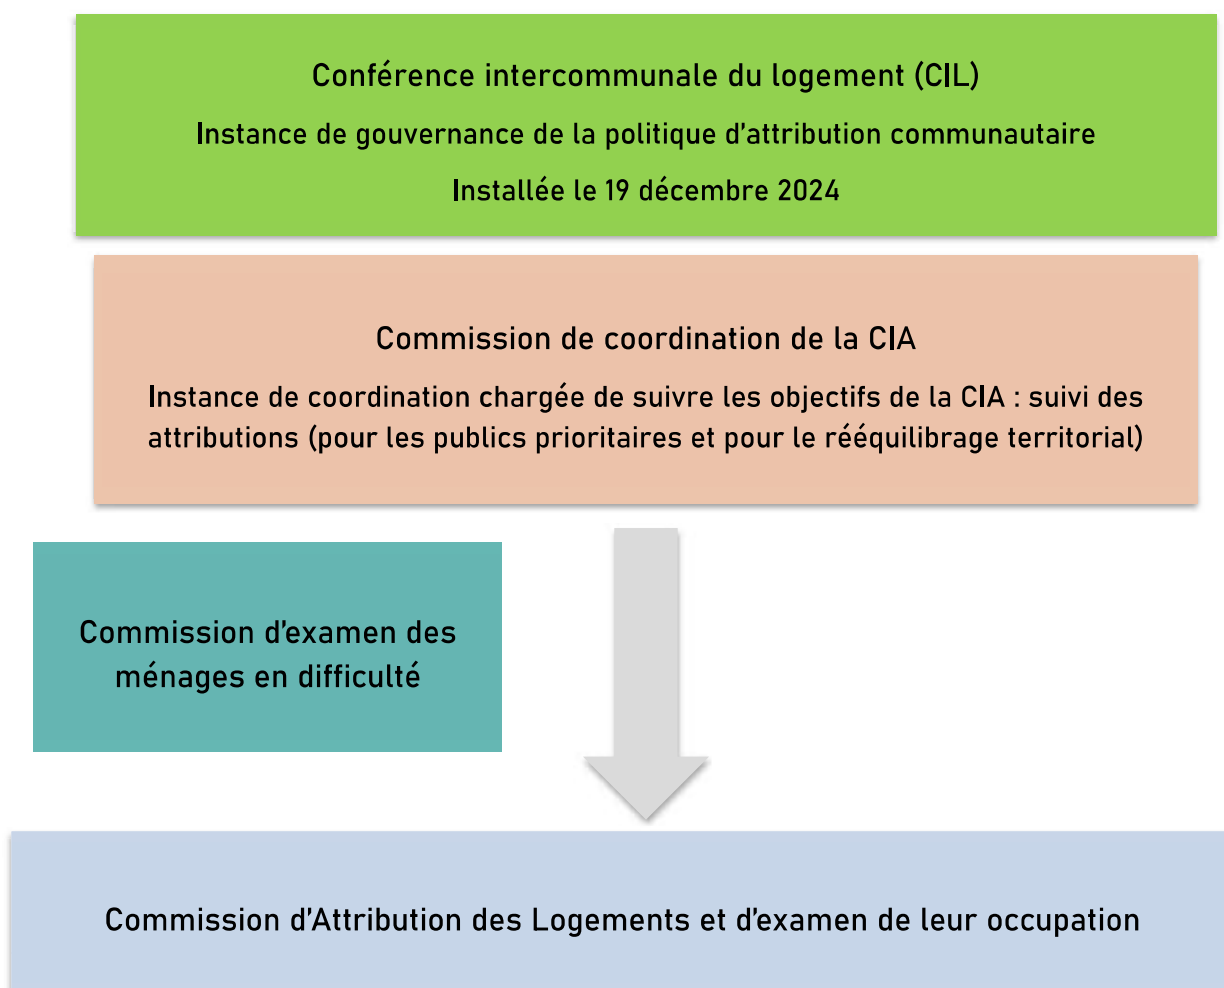 Conférence intercommunale du logement (CIL)
Instance de gouvernance de la politique d'attribution communautaire
Installée le 19 décembre 2024
Commission de coordination de la CIA
Instance de coordination chargée de suivre les objectifs de la CIA : suivi des
attributions (pour les publics prioritaires et pour le rééquilibrage territorial)
Commission d'examen des
ménages en difficulté
Commission d'Attribution des Logements et d'examen de leur occupation